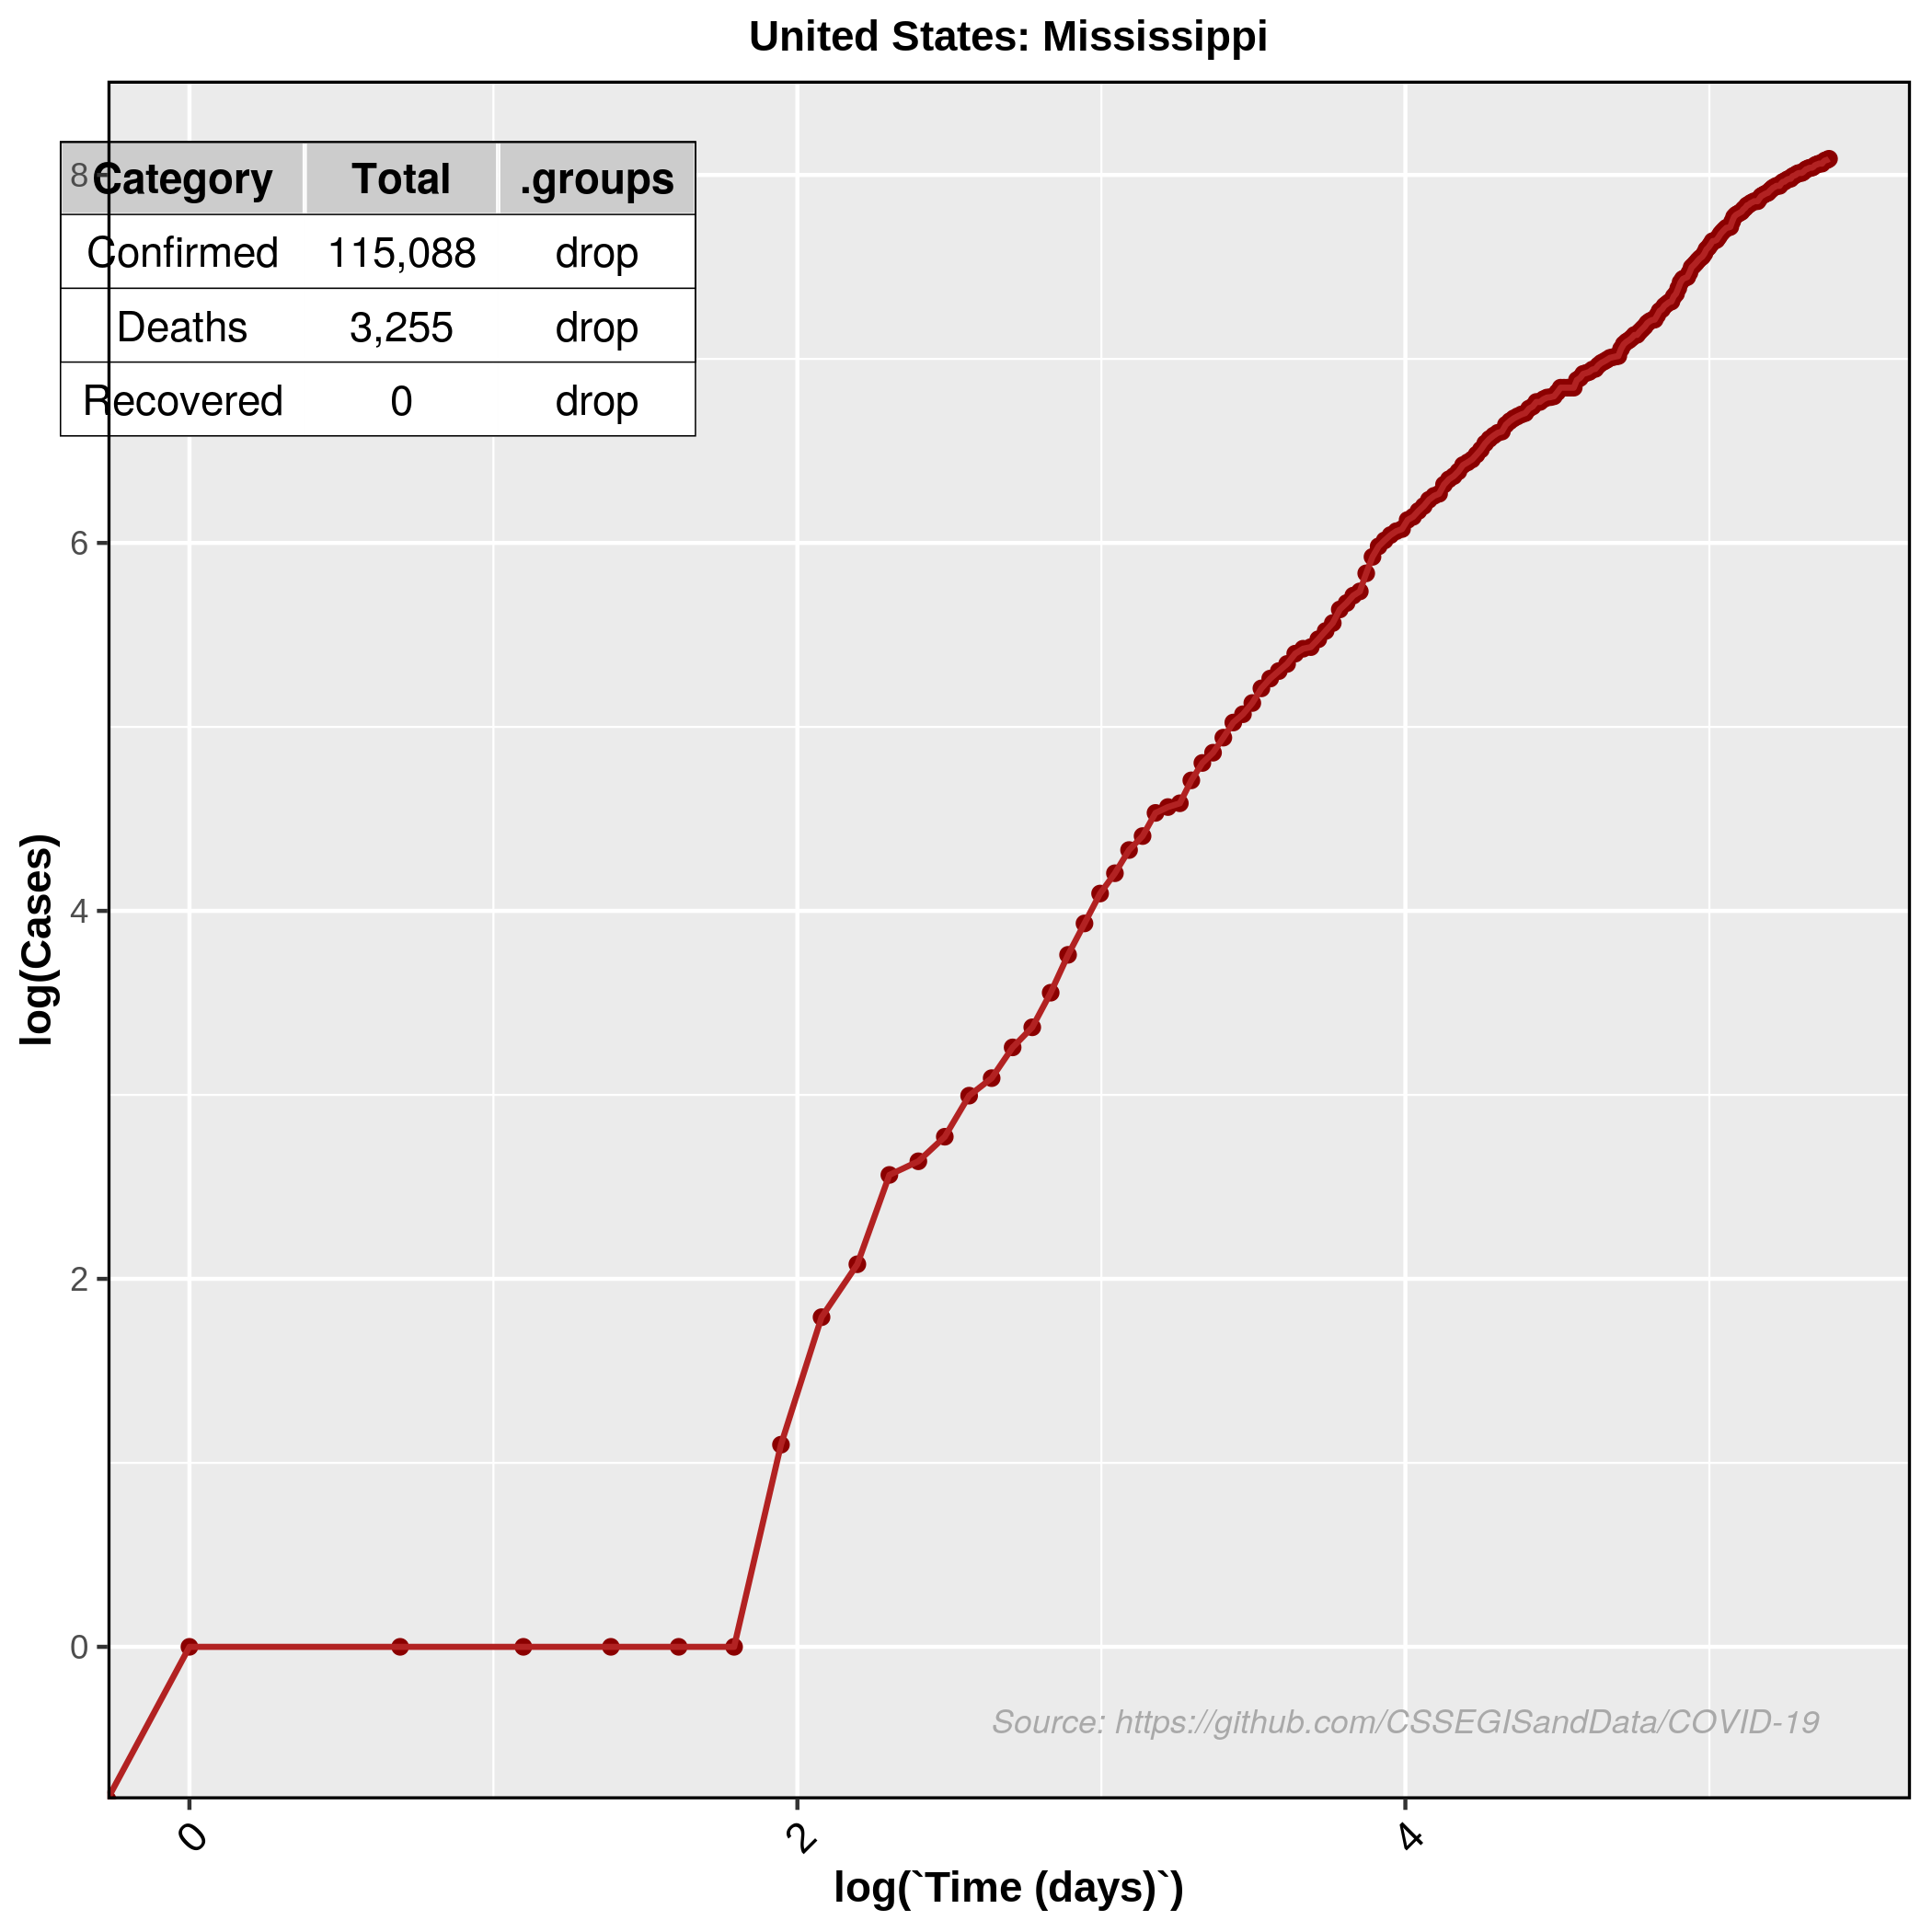 United States: Mississippi
Category Total .groups
Confirmed 115,088 drop
Deaths 3,255 drop
Recovered 0 drop
8
6
4
2
0
log(Cases)
Source: https://github.com/CSSEGISandData/COVID-19
0 2 4
log(`Time (days)`)